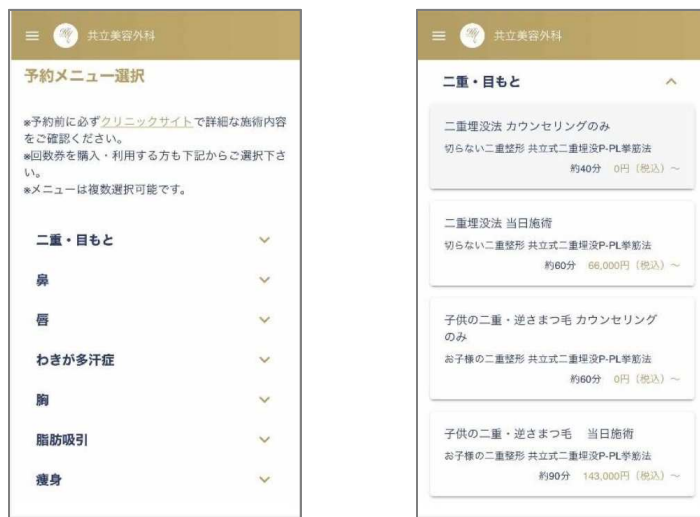 共立美容外科
予約メニュー選択
※予約前に必ずクリニックサイトで詳細な施術内容
をご確認ください。
※回数券を購入・利用する方も下記からご選択下さ
い。
※メニューは複数選択可能です。
二重・目もと
鼻
唇
わきが多汗症
胸
脂肪吸引
痩身
共立美容外科
二重・目もと
二重埋没法 カウンセリングのみ
切らない二重整形 共立式二重埋没P-PL挙筋法
約40分 0円（税込）～
二重埋没法 当日施術
切らない二重整形 共立式二重埋没P-PL挙筋法
約60分 66,000円（税込）～
子供の二重・逆さまつ毛 カウンセリング
のみ
お子様の二重整形 共立式二重埋没P-PL挙筋法
約60分 0円（税込）～
子供の二重・逆さまつ毛 当日施術
お子様の二重整形 共立式二重埋没P-PL挙筋法
約90分 143,000円（税込）～